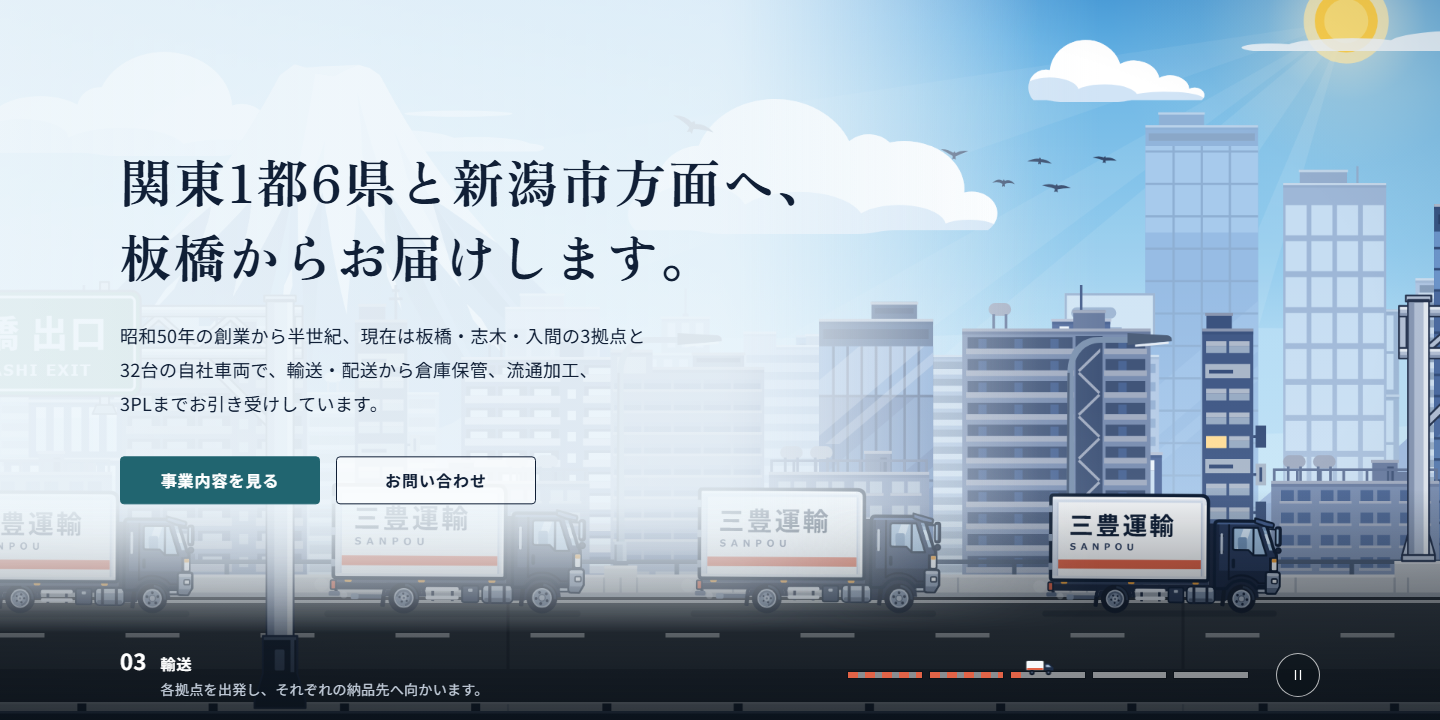 関東1都6県と新潟市方面へ、
板橋からお届けします。
橋 出口
SHI EXIT
昭和50年の創業から半世紀、現在は板橋・志木・入間の3拠点と
32台の自社車両で、輸送・配送から倉庫保管、流通加工、
3PLまでお引き受けしています。
事業内容を見る
お問い合わせ
豊運輸
NPOU
三豊運輸
SANPOU
三豊運輸
SANPOU
三豊運輸
SANPOU
03 輸送
各拠点を出発し、それぞれの納品先へ向かいます。